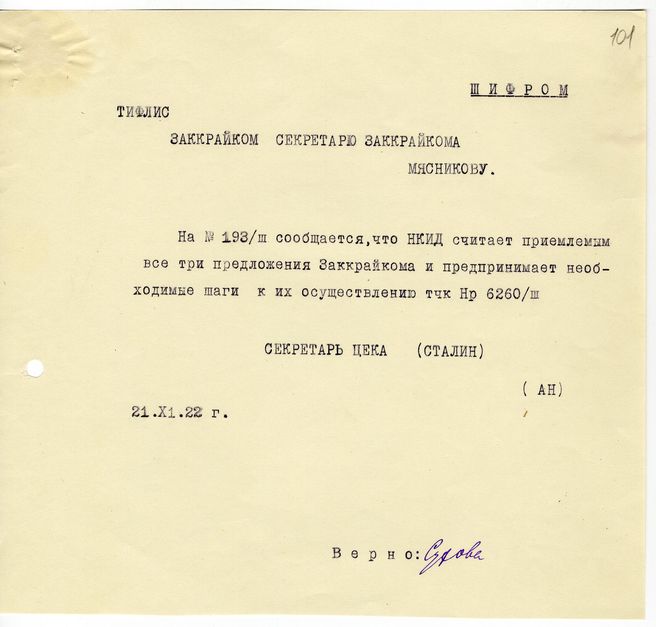 101
ШИФРОМ
ТИФЛИС
ЗАККРАЙКОМ СЕКРЕТАРЮ ЗАККРАЙКОМА
МЯСНИКОВУ.
На № 193/ш сообщается,что НКИД считает приемлемым
все три предложения Заккрайкома и предпринимает необ-
ходимые шаги к их осуществлению тчк Нр 6260/ш
СЕКРЕТАРЬ ЦЕКА (СТАЛИН)
( АН)
21.X1.22 г.
Верно: